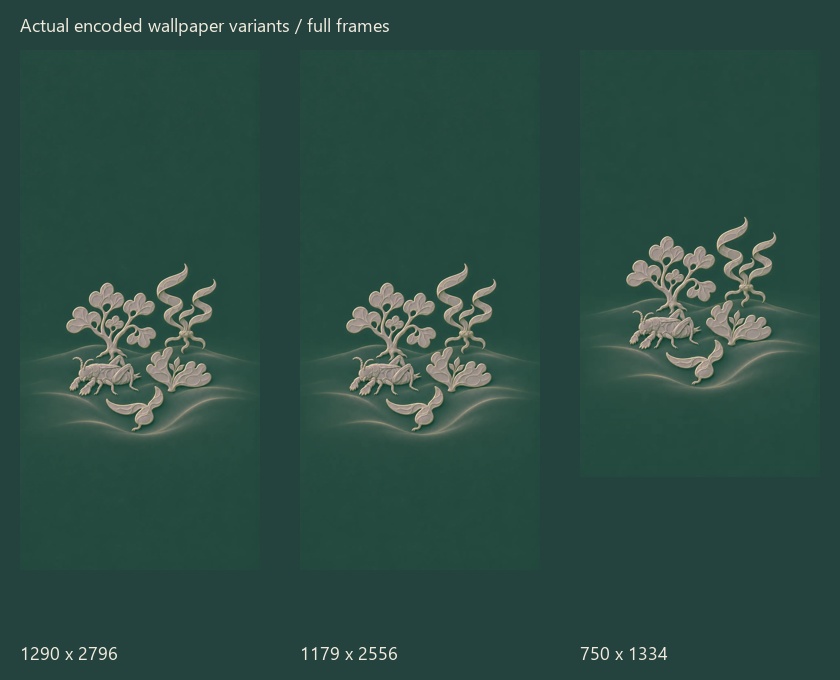 Actual encoded wallpaper variants / full frames
1290 x 2796
1179 x 2556
750 x 1334